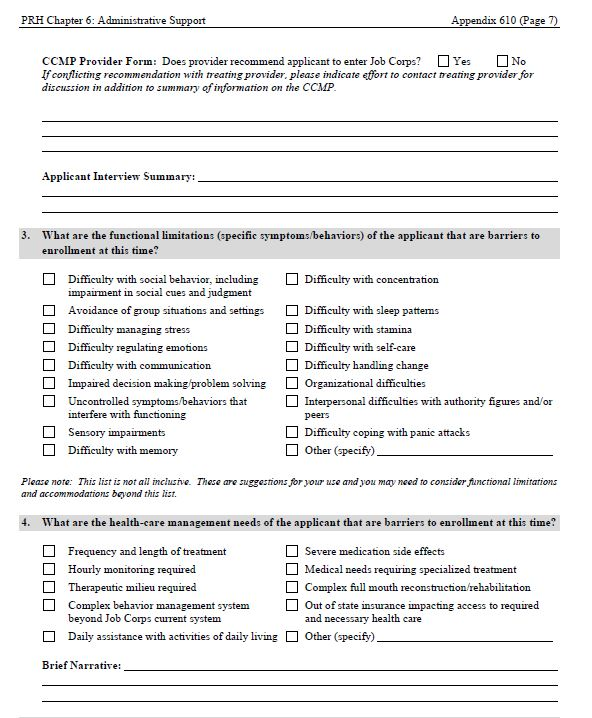 PRH Chapter 6: Administrative Support Appendix 610 (Page 7)
CCMP Provider Form: Does provider recommend applicant to enter Job Corps? Yes No
If conflicting recommendation with treating provider, please indicate effort to contact treating provider for
discussion in addition to summary of information on the CCMP.
Applicant Interview Summary:
3. What are the functional limitations (specific symptoms/behaviors) of the applicant that are barriers to
enrollment at this time?
Difficulty with social behavior, including Difficulty with concentration
impairment in social cues and judgment
Avoidance of group situations and settings Difficulty with sleep patterns
Difficulty managing stress Difficulty with stamina
Difficulty regulating emotions Difficulty with self-care
Difficulty with communication Difficulty handling change
Impaired decision making/problem solving Organizational difficulties
Uncontrolled symptoms/behaviors that Interpersonal difficulties with authority figures and/or
interfere with functioning peers
Sensory impairments Difficulty coping with panic attacks
Difficulty with memory Other (specify)
Please note: This list is not all inclusive. These are suggestions for your use and you may need to consider functional limitations
and accommodations beyond this list.
4. What are the health-care management needs of the applicant that are barriers to enrollment at this time?
Frequency and length of treatment Severe medication side effects
Hourly monitoring required Medical needs requiring specialized treatment
Therapeutic milieu required Complex full mouth reconstruction/rehabilitation
Complex behavior management system Out of state insurance impacting access to required
beyond Job Corps current system and necessary health care
Daily assistance with activities of daily living Other (specify)
Brief Narrative: